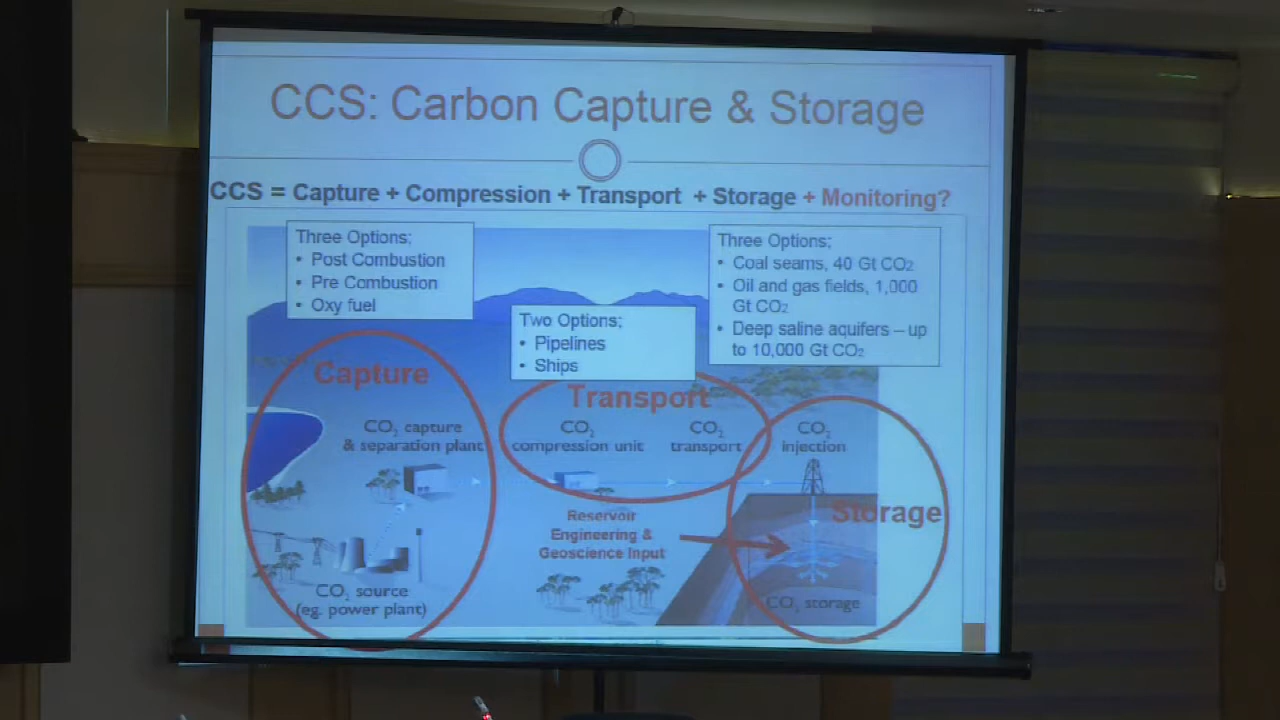 CCS: Carbon Capture & Storage
CCS = Capture + Compression + Transport + Storage + Monitoring?
Three Options;
• Post Combustion
• Pre Combustion
• Oxy fuel
Two Options;
• Pipelines
• Ships
Three Options;
• Coal seams, 40 Gt CO2
• Oil and gas fields, 1,000
Gt CO2
• Deep saline aquifers – up
to 10,000 Gt CO2
Capture
CO2 capture
& separation plant
CO2 source
(eg. power plant)
Transport
CO2
compression unit
CO2
transport
CO2
injection
Storage
Reservoir
Engineering &
Geoscience Input
CO2 storage